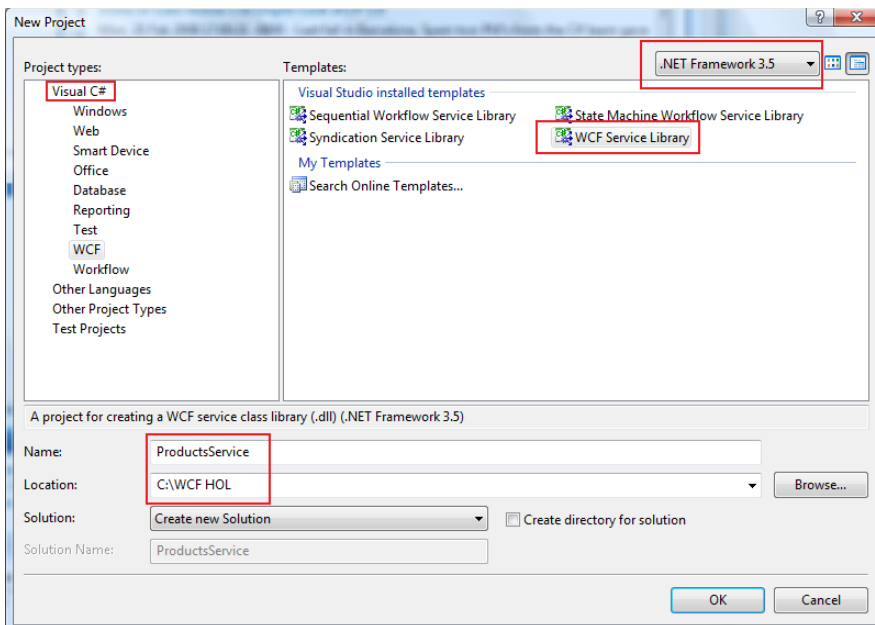 New Project
Project types:
Templates:
.NET Framework 3.5
Visual C#
Windows
Web
Smart Device
Office
Database
Reporting
Test
WCF
Workflow
Other Languages
Other Project Types
Test Projects
Visual Studio installed templates
Sequential Workflow Service Library
State Machine Workflow Service Library
Syndication Service Library
WCF Service Library
My Templates
Search Online Templates...
A project for creating a WCF service class library (.dll) (.NET Framework 3.5)
Name:
ProductsService
Location:
C:\WCF HOL
Browse...
Solution:
Create new Solution
Create directory for solution
Solution Name:
ProductsService
OK
Cancel